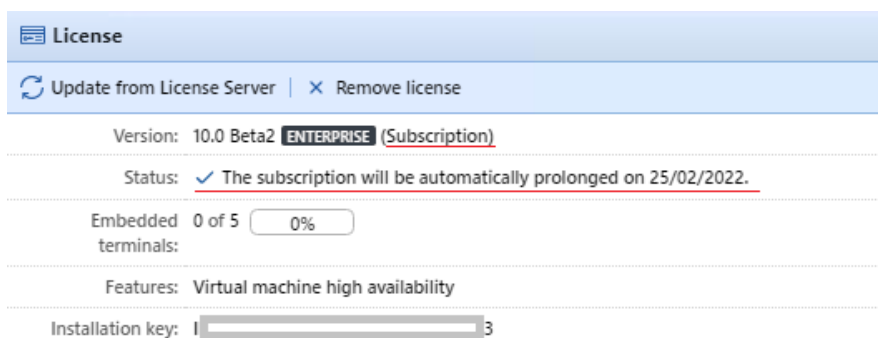 License
Update from License Server | × Remove license
Version: 10.0 Beta2 ENTERPRISE (Subscription)
Status: ✓ The subscription will be automatically prolonged on 25/02/2022.
Embedded 0 of 5 0%
terminals:
Features: Virtual machine high availability
Installation key: I 3